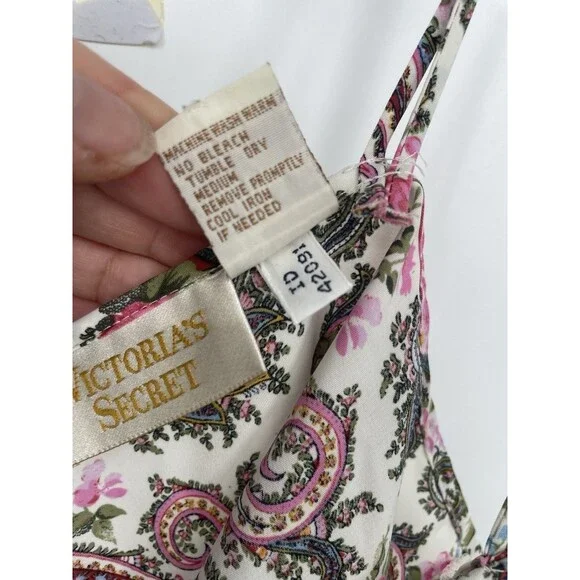 MACHINE WASH WARM
NO BLEACH
TUMBLE DRY
MEDIUM
REMOVE PROMPTLY
COOL IRON
IF NEEDED
ID
42091
VICTORIA'S
SECRET